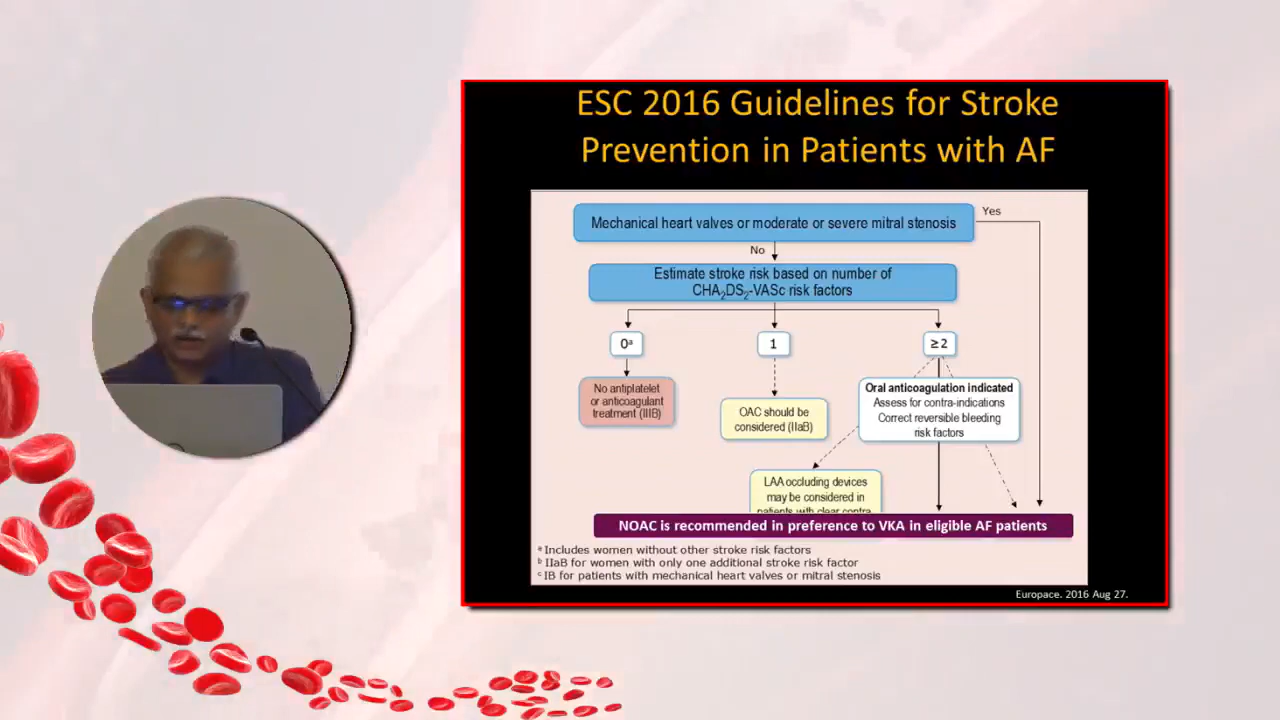 ESC 2016 Guidelines for Stroke
Prevention in Patients with AF
Mechanical heart valves or moderate or severe mitral stenosis
Yes
No
Estimate stroke risk based on number of
CHA2DS2-VASc risk factors
0ᵃ
1
≥2
No antiplatelet
or anticoagulant
treatment (IIIB)
OAC should be
considered (IIaB)
Oral anticoagulation indicated
Assess for contra-indications
Correct reversible bleeding
risk factors
LAA occluding devices
may be considered in
patients with clear contra-
NOAC is recommended in preference to VKA in eligible AF patients
ᵃ Includes women without other stroke risk factors
ᵇ IIaB for women with only one additional stroke risk factor
ᶜ IB for patients with mechanical heart valves or mitral stenosis
Europace. 2016 Aug 27.